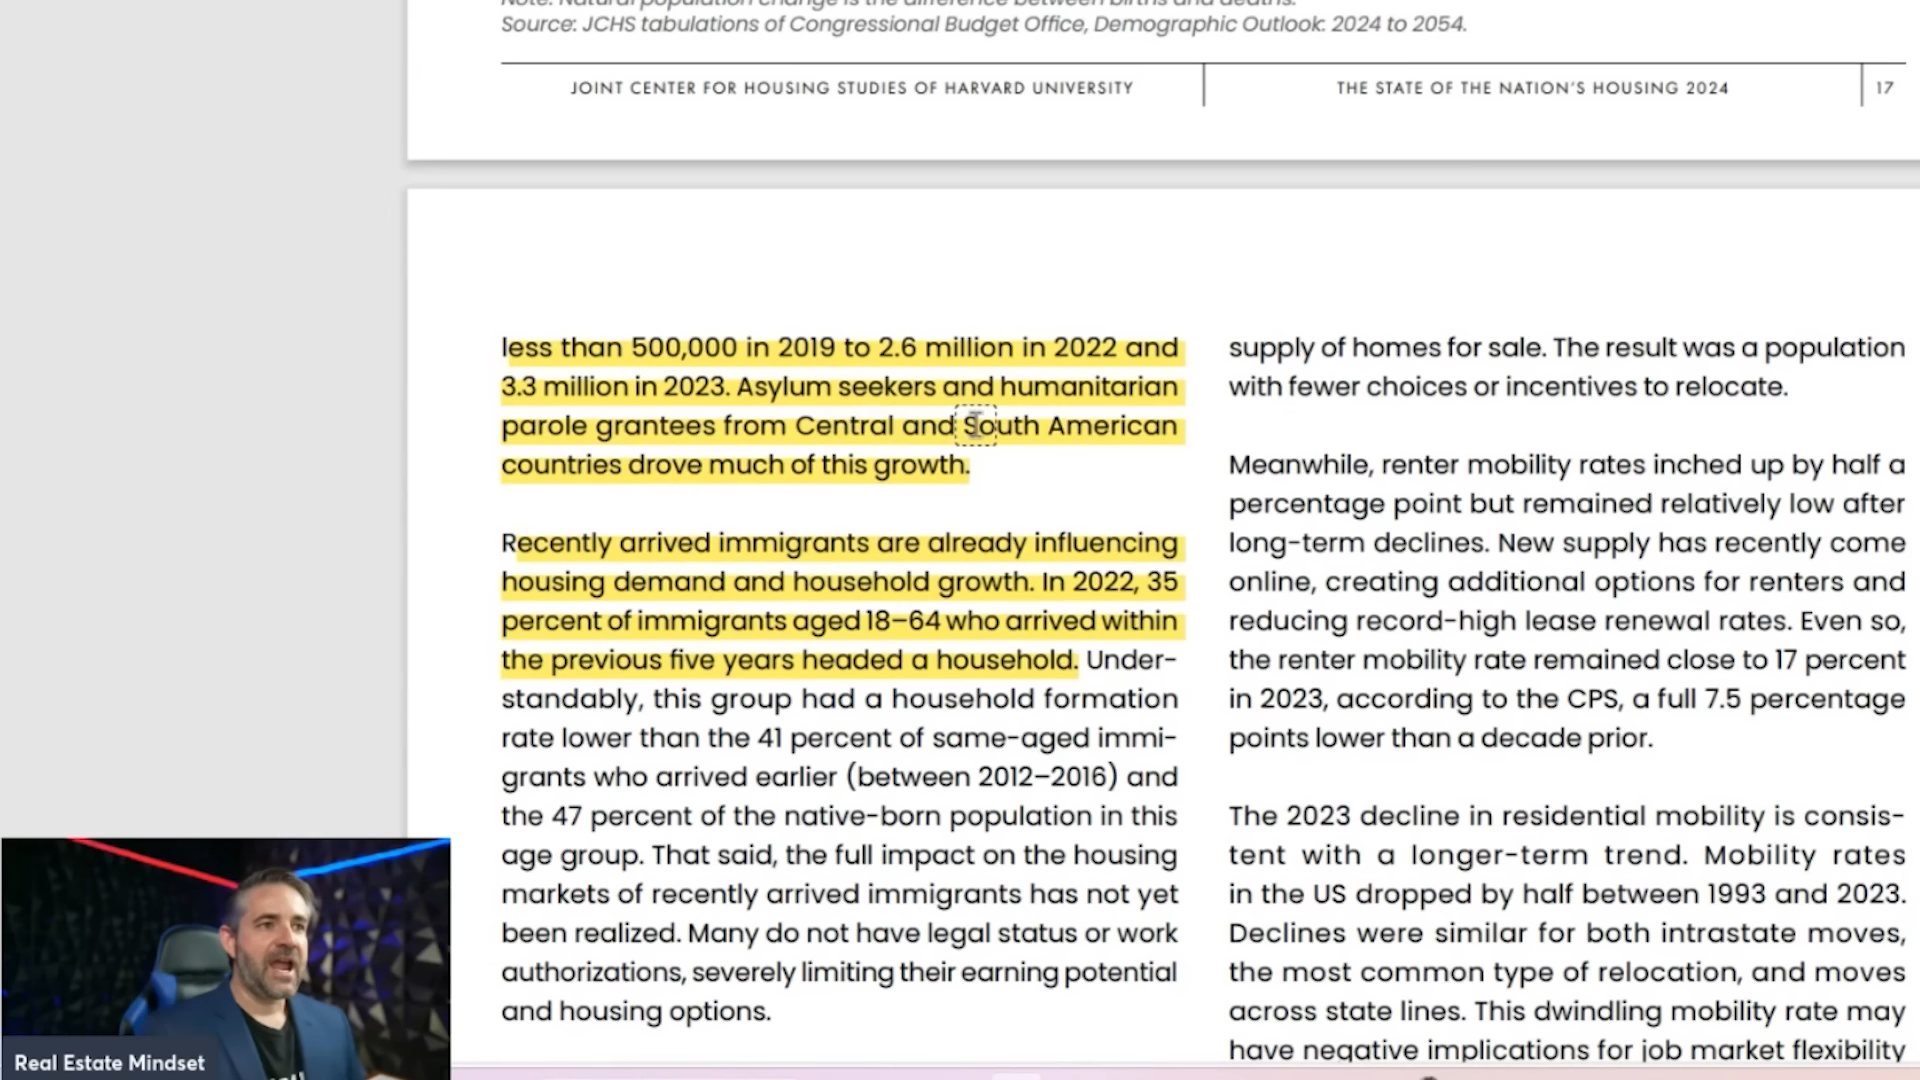 Note: Natural population change is the difference between births and deaths.
Source: JCHS tabulations of Congressional Budget Office, Demographic Outlook: 2024 to 2054.
JOINT CENTER FOR HOUSING STUDIES OF HARVARD UNIVERSITY
THE STATE OF THE NATION'S HOUSING 2024
17
less than 500,000 in 2019 to 2.6 million in 2022 and
3.3 million in 2023. Asylum seekers and humanitarian
parole grantees from Central and South American
countries drove much of this growth.
Recently arrived immigrants are already influencing
housing demand and household growth. In 2022, 35
percent of immigrants aged 18–64 who arrived within
the previous five years headed a household. Under-
standably, this group had a household formation
rate lower than the 41 percent of same-aged immi-
grants who arrived earlier (between 2012–2016) and
the 47 percent of the native-born population in this
age group. That said, the full impact on the housing
markets of recently arrived immigrants has not yet
been realized. Many do not have legal status or work
authorizations, severely limiting their earning potential
and housing options.
supply of homes for sale. The result was a population
with fewer choices or incentives to relocate.
Meanwhile, renter mobility rates inched up by half a
percentage point but remained relatively low after
long-term declines. New supply has recently come
online, creating additional options for renters and
reducing record-high lease renewal rates. Even so,
the renter mobility rate remained close to 17 percent
in 2023, according to the CPS, a full 7.5 percentage
points lower than a decade prior.
The 2023 decline in residential mobility is consis-
tent with a longer-term trend. Mobility rates
in the US dropped by half between 1993 and 2023.
Declines were similar for both intrastate moves,
the most common type of relocation, and moves
across state lines. This dwindling mobility rate may
have negative implications for job market flexibility
Real Estate Mindset